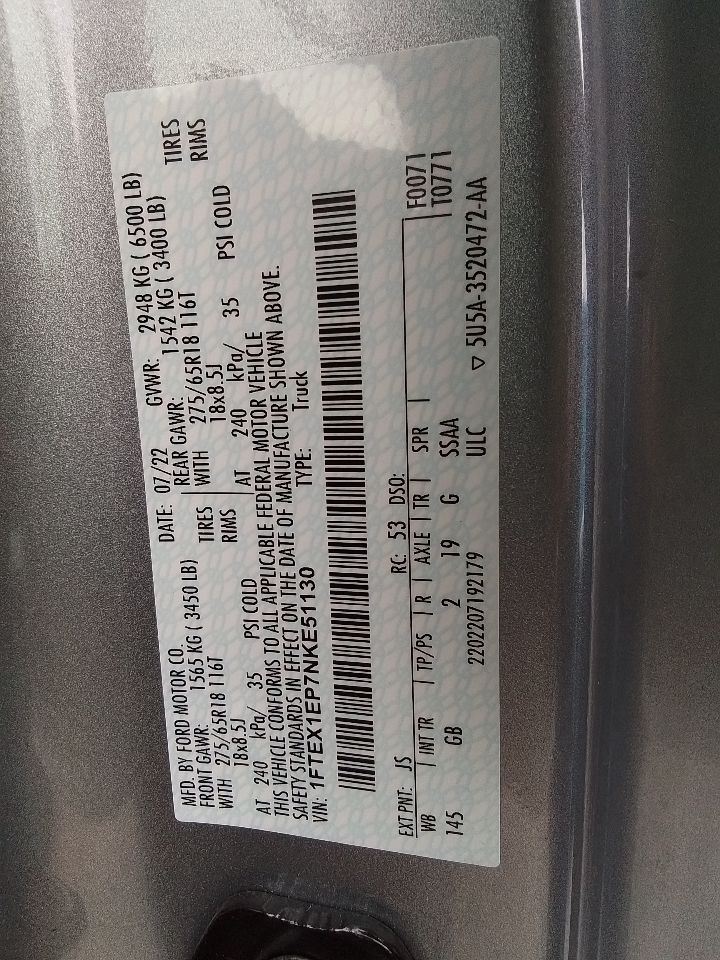 MFD. BY FORD MOTOR CO. DATE: 07/22 GVWR: 2948 KG ( 6500 LB)
FRONT GAWR: 1565 KG ( 3450 LB) REAR GAWR: 1542 KG ( 3400 LB)
WITH 275/65R18 116T TIRES WITH 275/65R18 116T TIRES
18x8.5J RIMS 18x8.5J RIMS
AT 240 kPa/ 35 PSI COLD AT 240 kPa/ 35 PSI COLD
THIS VEHICLE CONFORMS TO ALL APPLICABLE FEDERAL MOTOR VEHICLE
SAFETY STANDARDS IN EFFECT ON THE DATE OF MANUFACTURE SHOWN ABOVE.
VIN: 1FTEX1EP7NKE51130 TYPE: Truck
F0071
T0771
EXT PNT: JS RC: 53 DSO:
WB INT TR TP/PS R AXLE TR SPR
145 GB 2 19 G SSAA
2202207192179 ULC ▽ 5U5A-3520472-AA